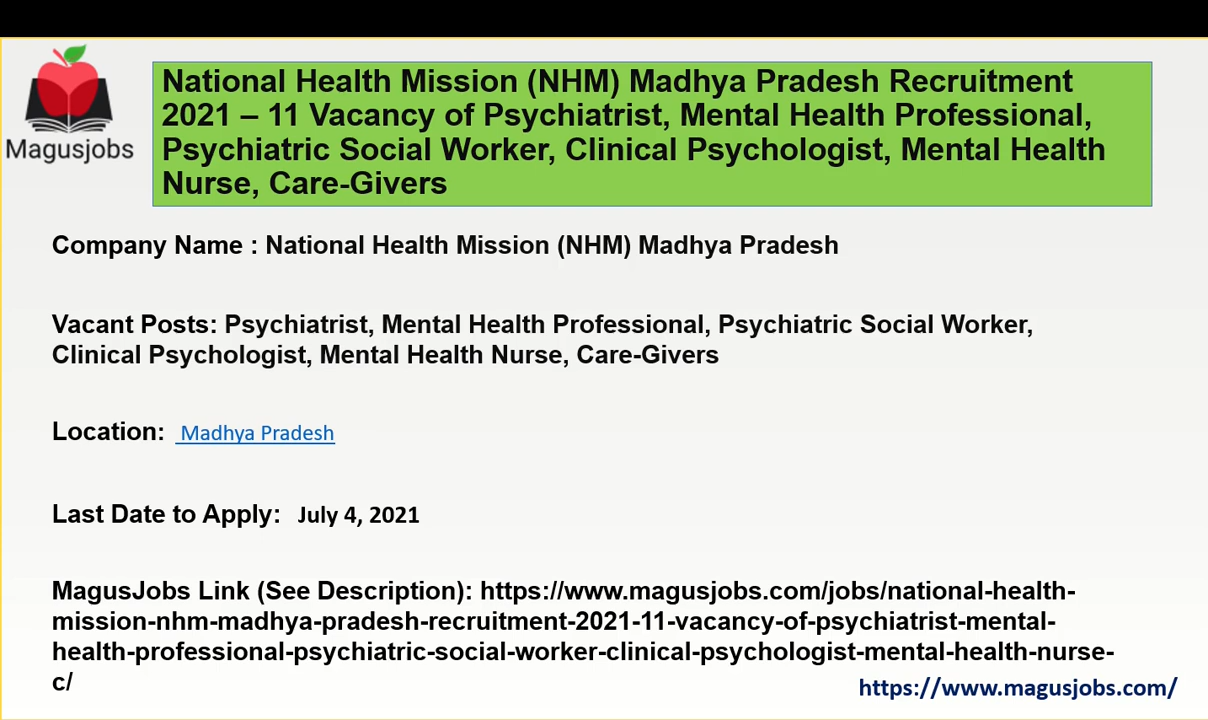 Magusjobs
National Health Mission (NHM) Madhya Pradesh Recruitment
2021 – 11 Vacancy of Psychiatrist, Mental Health Professional,
Psychiatric Social Worker, Clinical Psychologist, Mental Health
Nurse, Care-Givers
Company Name : National Health Mission (NHM) Madhya Pradesh
Vacant Posts: Psychiatrist, Mental Health Professional, Psychiatric Social Worker,
Clinical Psychologist, Mental Health Nurse, Care-Givers
Location: Madhya Pradesh
Last Date to Apply: July 4, 2021
MagusJobs Link (See Description): https://www.magusjobs.com/jobs/national-health-
mission-nhm-madhya-pradesh-recruitment-2021-11-vacancy-of-psychiatrist-mental-
health-professional-psychiatric-social-worker-clinical-psychologist-mental-health-nurse-
c/
https://www.magusjobs.com/